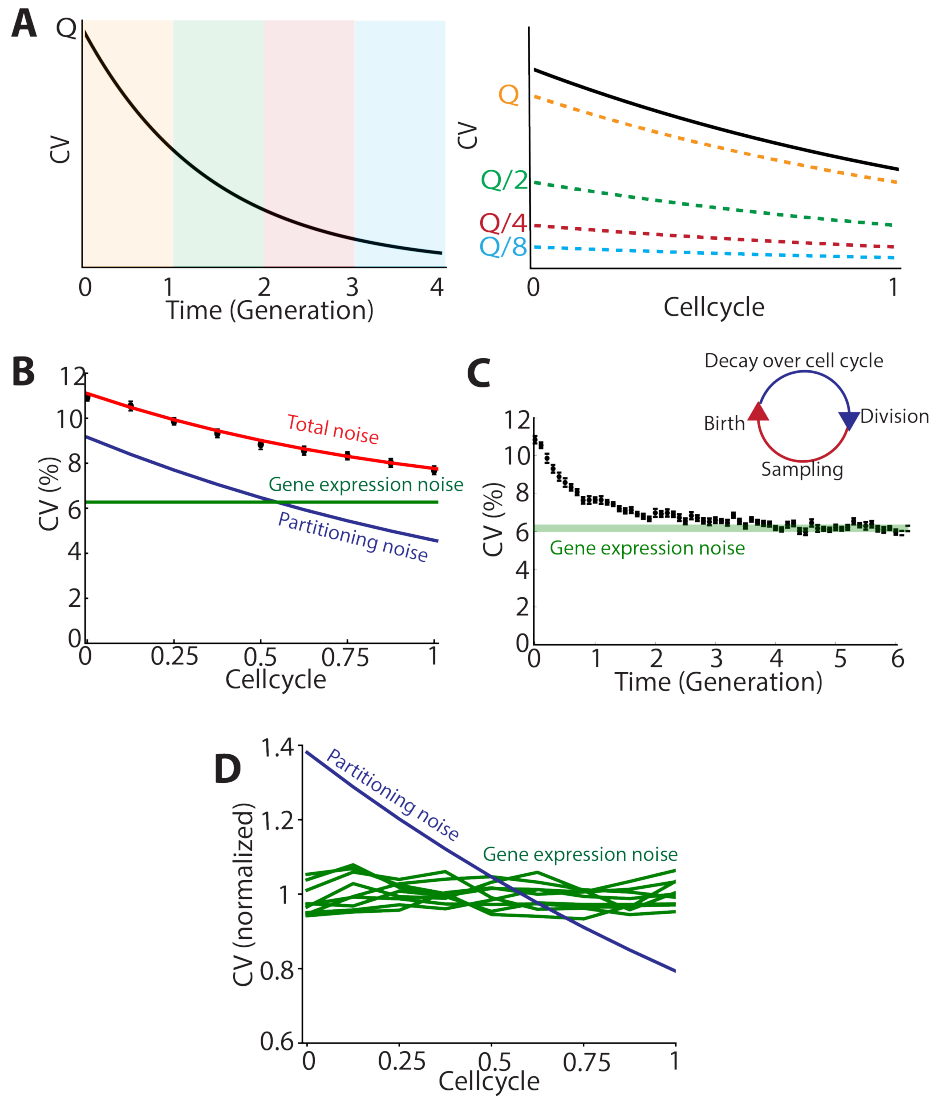 A
Q
CV
0
1
2
3
4
Time (Generation)
Q
Q/2
Q/4
Q/8
CV
0
1
Cellcycle
B
12
10
8
6
4
2
0
CV (%)
Total noise
Gene expression noise
Partitioning noise
0
0.25
0.5
0.75
1
Cellcycle
C
Decay over cell cycle
Birth
Division
Sampling
12
10
8
6
4
2
0
CV (%)
Gene expression noise
0
1
2
3
4
5
6
Time (Generation)
D
1.4
1.2
1
0.8
0.6
CV (normalized)
Partitioning noise
Gene expression noise
0
0.25
0.5
0.75
1
Cellcycle